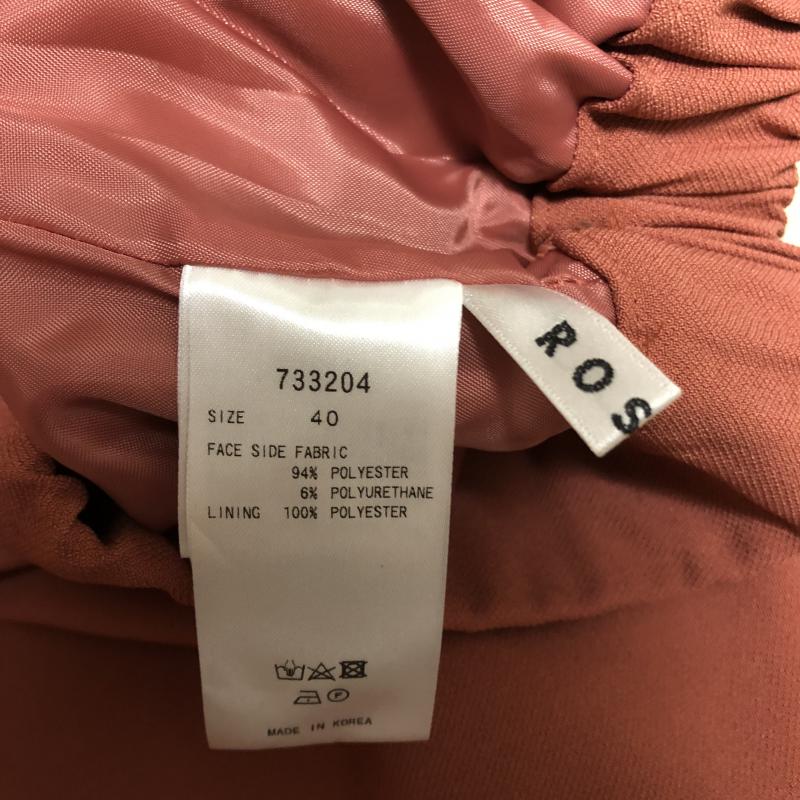 733204
SIZE 40
FACE SIDE FABRIC
94% POLYESTER
6% POLYURETHANE
LINING 100% POLYESTER
F
MADE IN KOREA
ROS